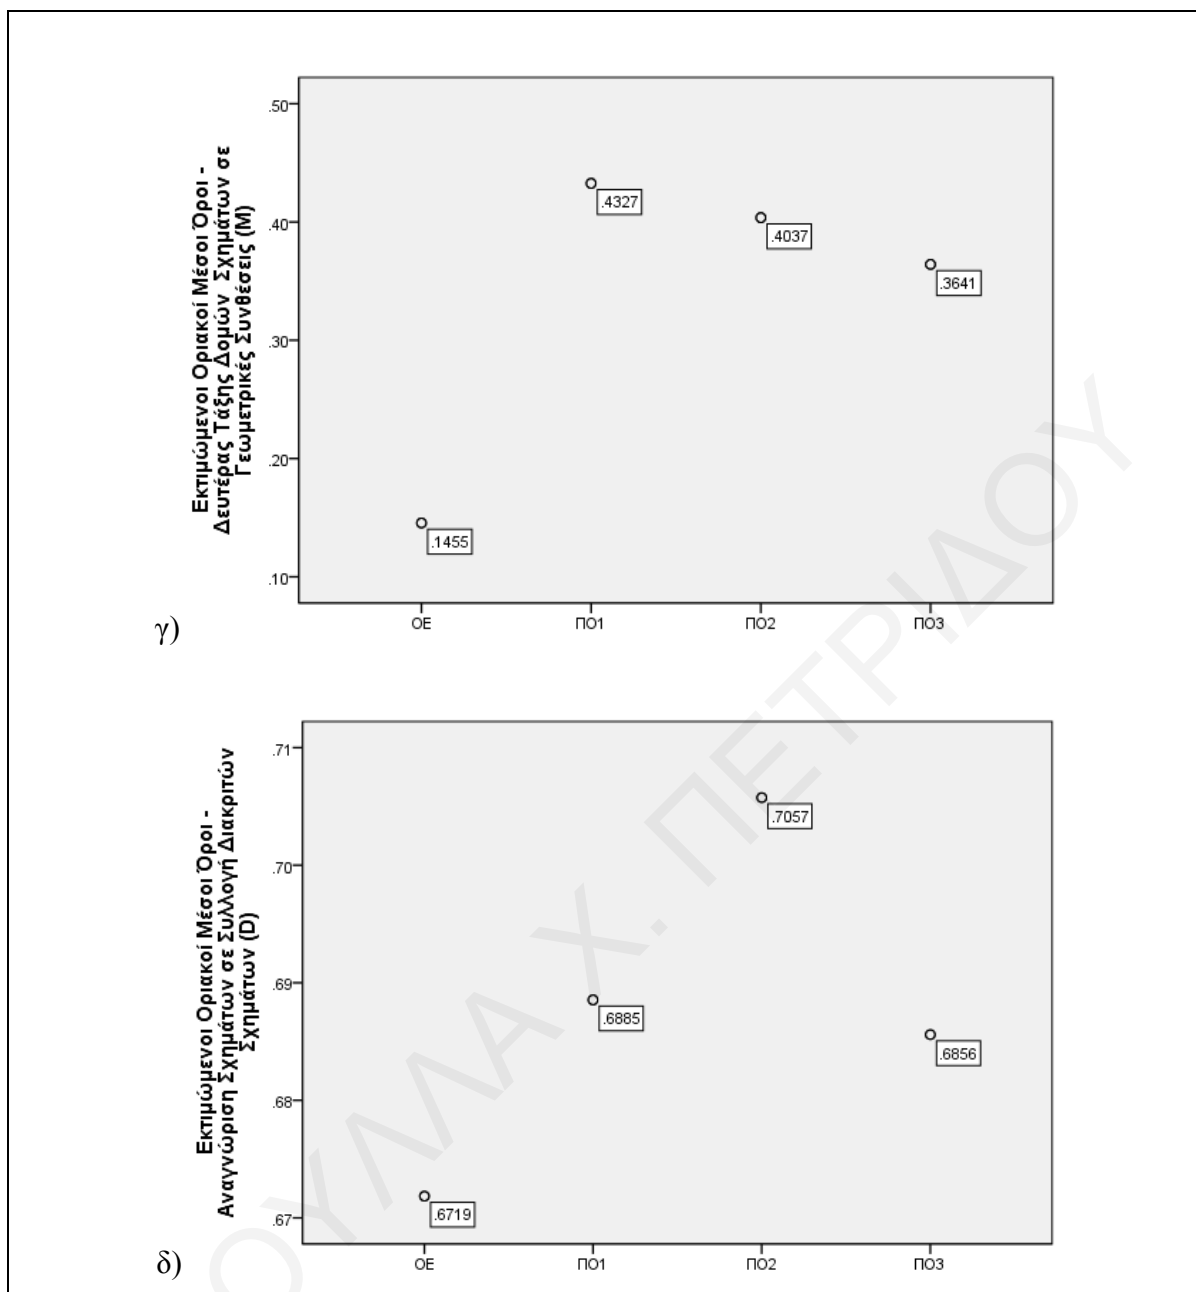 Εκτιμώμενοι Οριακοί Μέσοι Όροι -
Δευτέρας Τάξης Δομών Σχημάτων σε
Γεωμετρικές Συνθέσεις (M)
.50
.40
.30
.20
.10
.1455
.4327
.4037
.3641
ΟΕ
ΠΟ1
ΠΟ2
ΠΟ3
γ)
Εκτιμώμενοι Οριακοί Μέσοι Όροι -
Αναγνώριση Σχημάτων σε Συλλογή Διακριτών
Σχημάτων (D)
.71
.70
.69
.68
.67
.6719
.6885
.7057
.6856
ΟΕ
ΠΟ1
ΠΟ2
ΠΟ3
δ)
ΟΥΛΛΑ Χ. ΠΕΤΡΙΔΟΥ